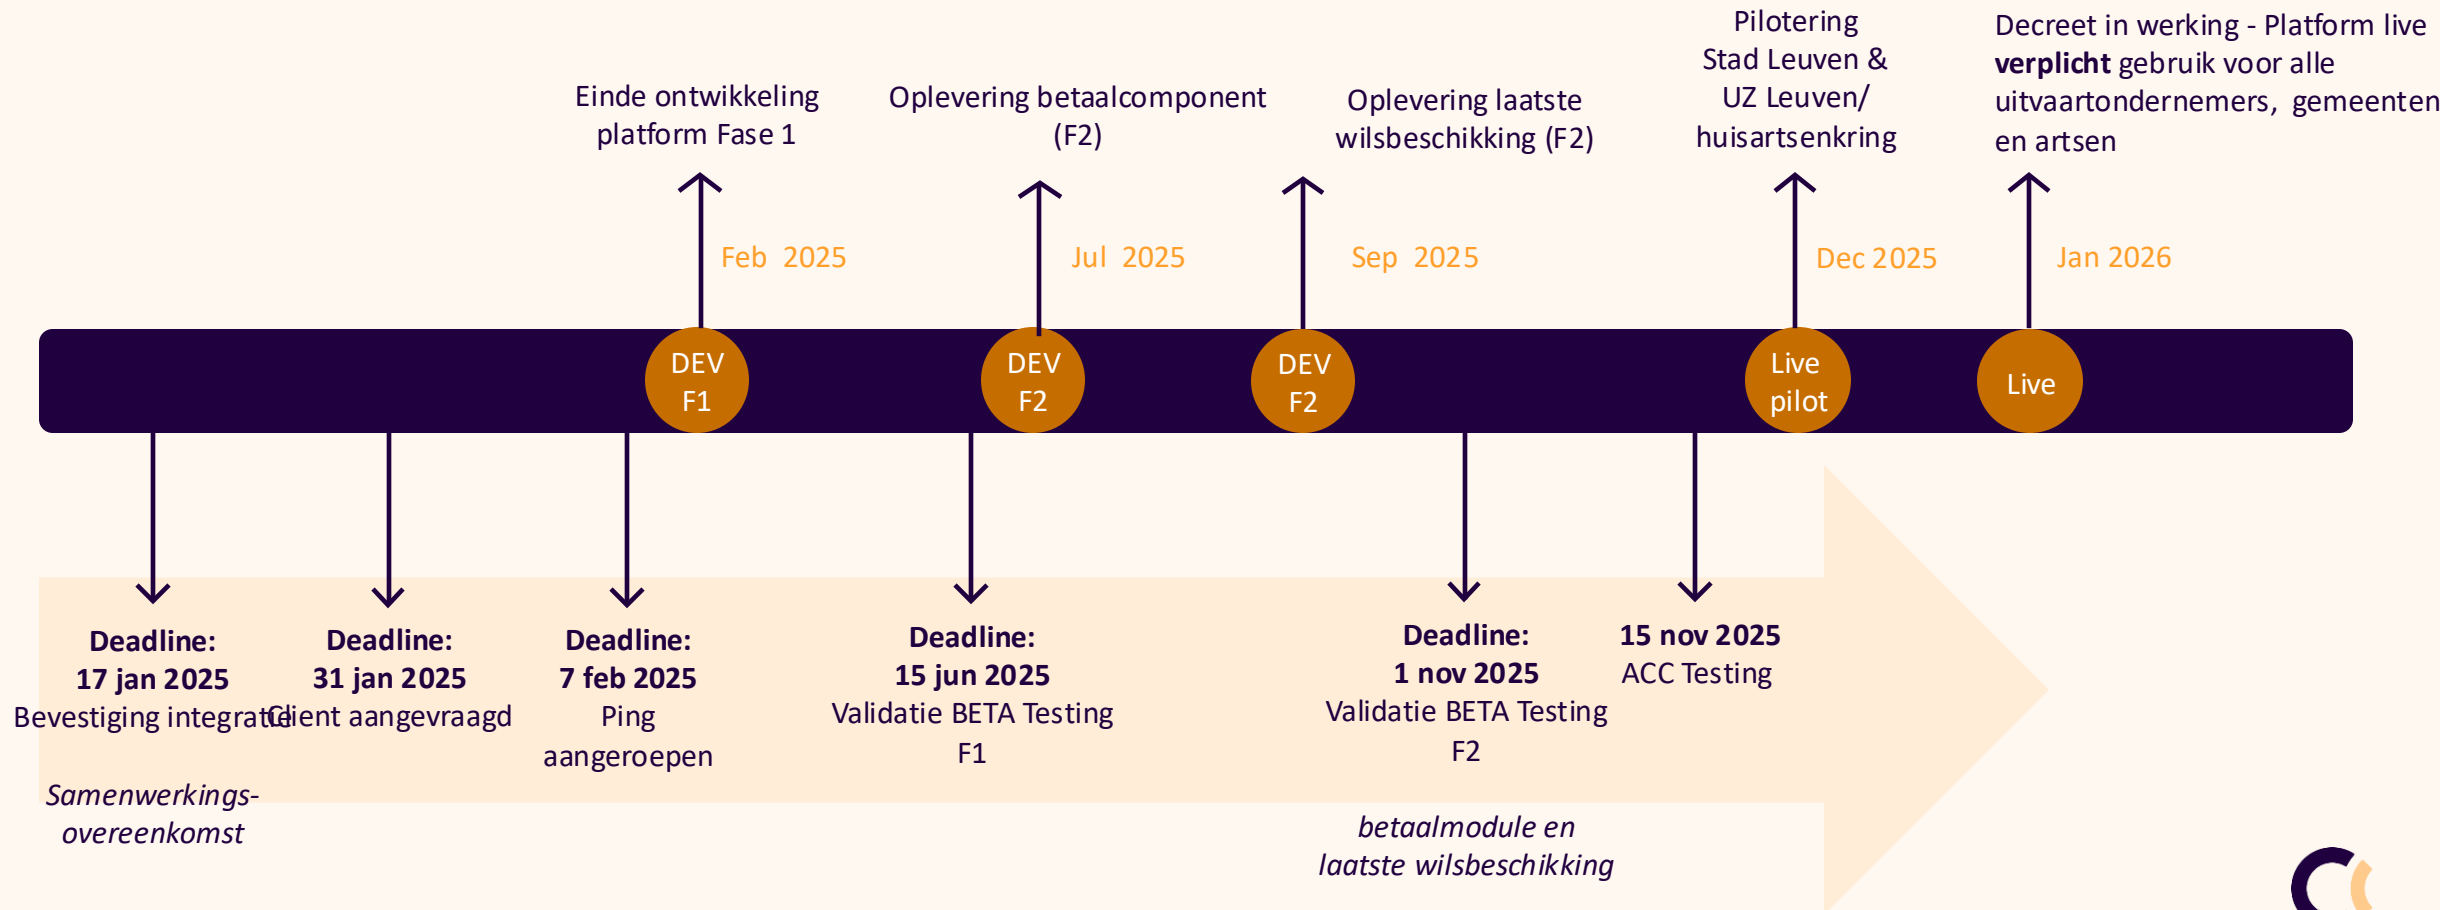 Einde ontwikkeling
platform Fase 1
Feb 2025
Oplevering betaalcomponent
(F2)
Jul 2025
Oplevering laatste
wilsbeschikking (F2)
Sep 2025
Pilotering
Stad Leuven &
UZ Leuven/
huisartsenkring
Dec 2025
Decreet in werking - Platform live
verplicht gebruik voor alle
uitvaartondernemers, gemeenten
en artsen
Jan 2026
DEV
F1
DEV
F2
DEV
F2
Live
pilot
Live
Deadline:
17 jan 2025
Bevestiging integratie
Samenwerkings-
overeenkomst
Deadline:
31 jan 2025
Client aangevraagd
Deadline:
7 feb 2025
Ping
aangeroepen
Deadline:
15 jun 2025
Validatie BETA Testing
F1
Deadline:
1 nov 2025
Validatie BETA Testing
F2
betaalmodule en
laatste wilsbeschikking
15 nov 2025
ACC Testing